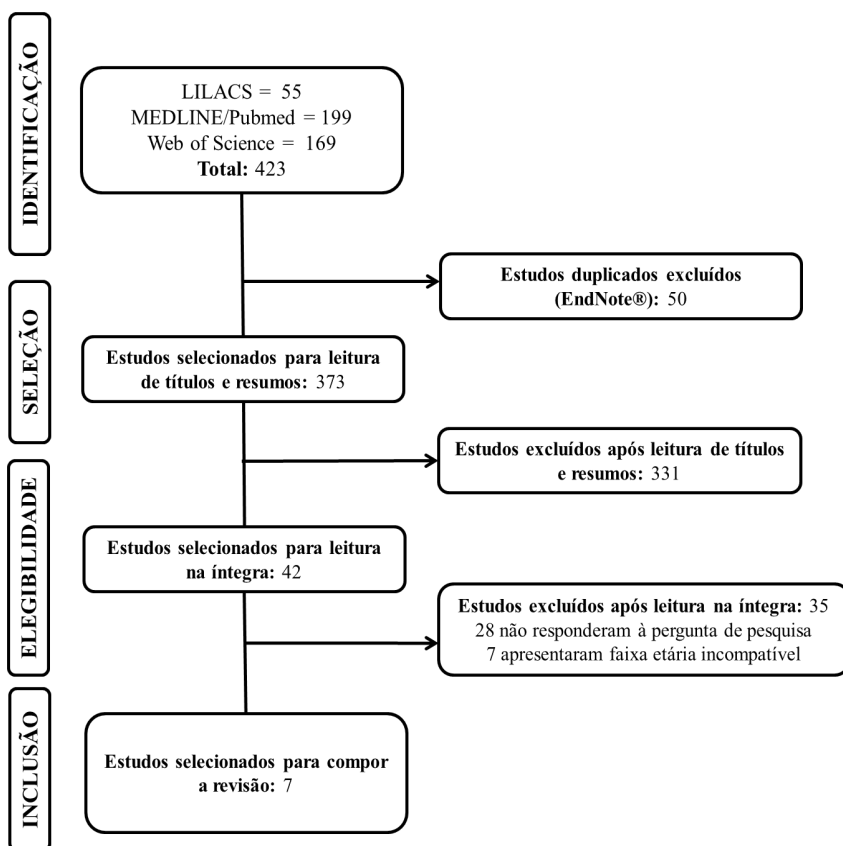 IDENTIFICAÇÃO
LILACS = 55
MEDLINE/Pubmed = 199
Web of Science = 169
Total: 423
Estudos duplicados excluídos
(EndNote®): 50
SELEÇÃO
Estudos selecionados para leitura
de títulos e resumos: 373
Estudos excluídos após leitura de títulos
e resumos: 331
ELEGIBILIDADE
Estudos selecionados para leitura
na íntegra: 42
Estudos excluídos após leitura na íntegra: 35
28 não responderam à pergunta de pesquisa
7 apresentaram faixa etária incompatível
INCLUSÃO
Estudos selecionados para compor
a revisão: 7